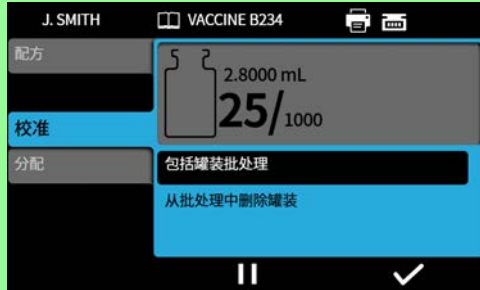 J. SMITH
VACCINE B234
配方
2.8000 mL
25/1000
校准
分配
包括罐装批处理
从批处理中删除罐装